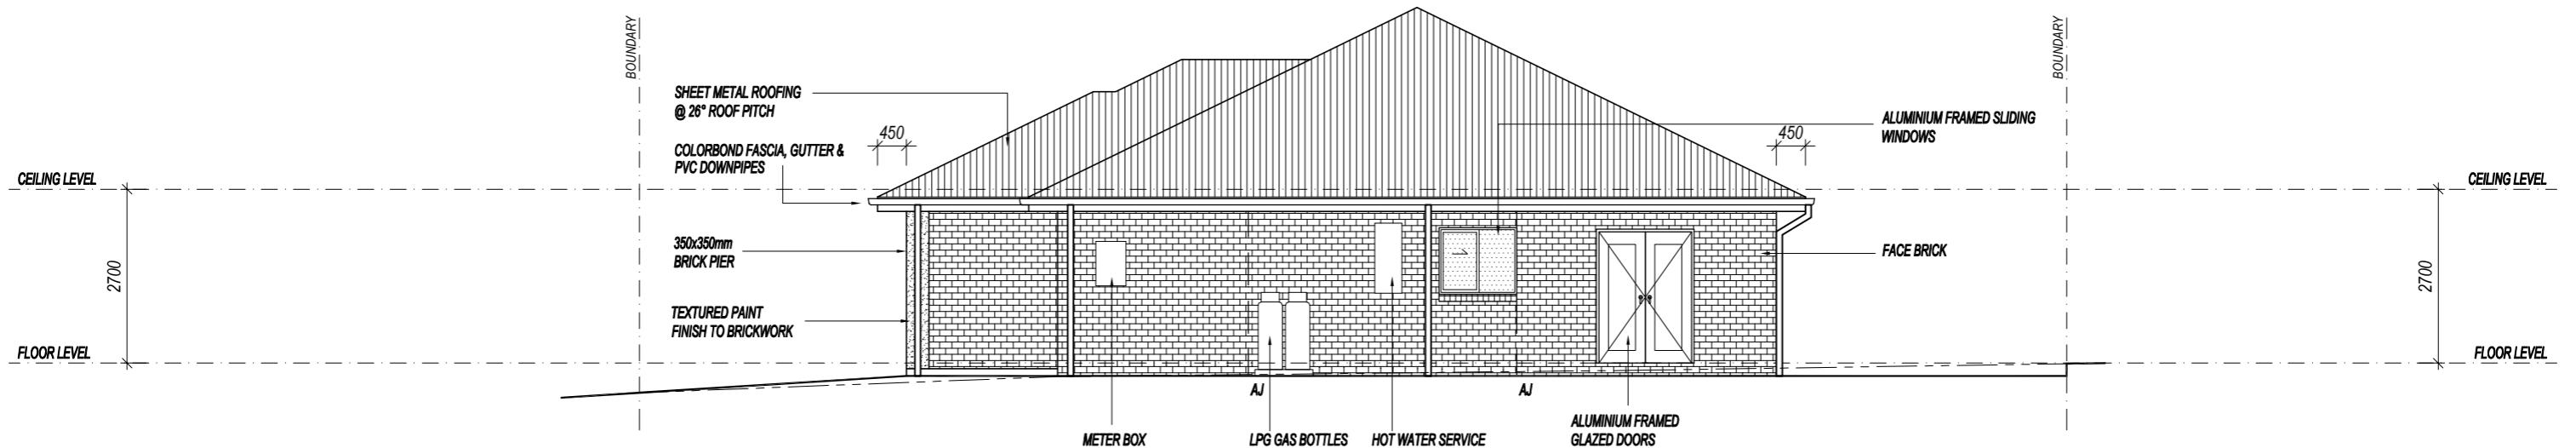 BOUNDARY
BOUNDARY
SHEET METAL ROOFING
@ 26° ROOF PITCH
450
COLORBOND FASCIA, GUTTER &
PVC DOWNPIPES
ALUMINIUM FRAMED SLIDING
WINDOWS
450
CEILING LEVEL
CEILING LEVEL
2700
350x350mm
BRICK PIER
FACE BRICK
2700
TEXTURED PAINT
FINISH TO BRICKWORK
FLOOR LEVEL
FLOOR LEVEL
AJ
AJ
METER BOX
LPG GAS BOTTLES
HOT WATER SERVICE
ALUMINIUM FRAMED
GLAZED DOORS